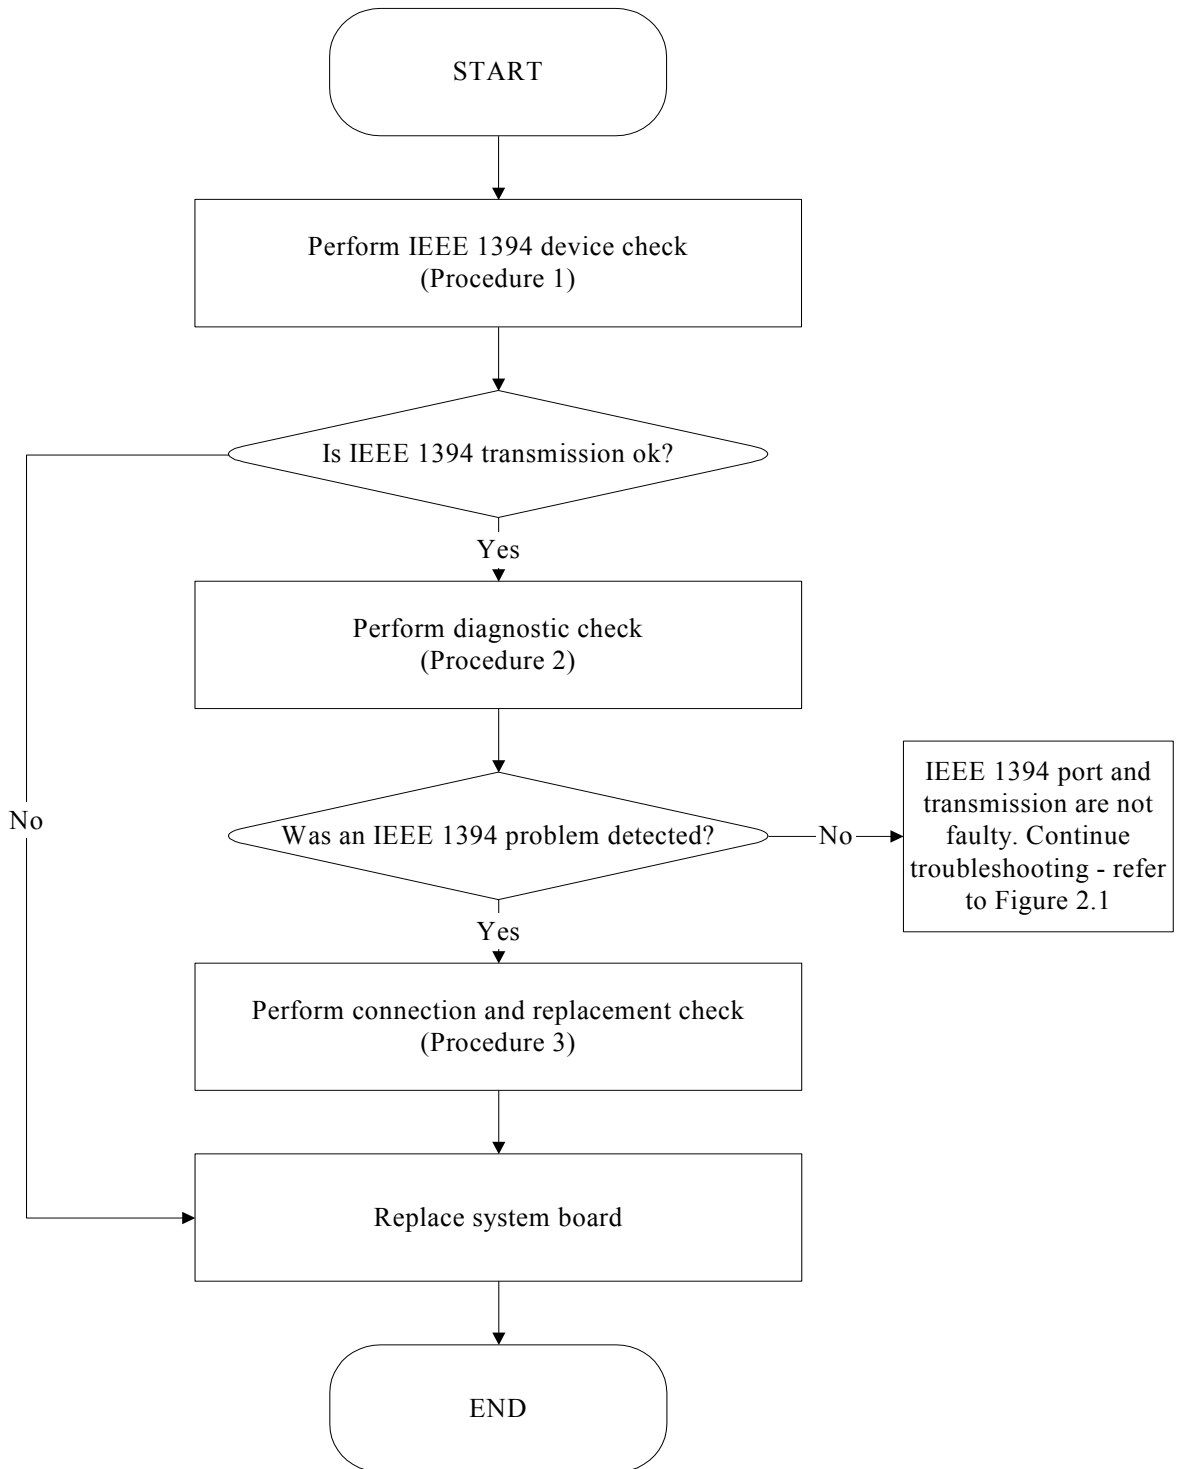 START
Perform IEEE 1394 device check
(Procedure 1)
Is IEEE 1394 transmission ok?
Yes
Perform diagnostic check
(Procedure 2)
No
Was an IEEE 1394 problem detected?
No
IEEE 1394 port and
transmission are not
faulty. Continue
troubleshooting - refer
to Figure 2.1
Yes
Perform connection and replacement check
(Procedure 3)
Replace system board
END